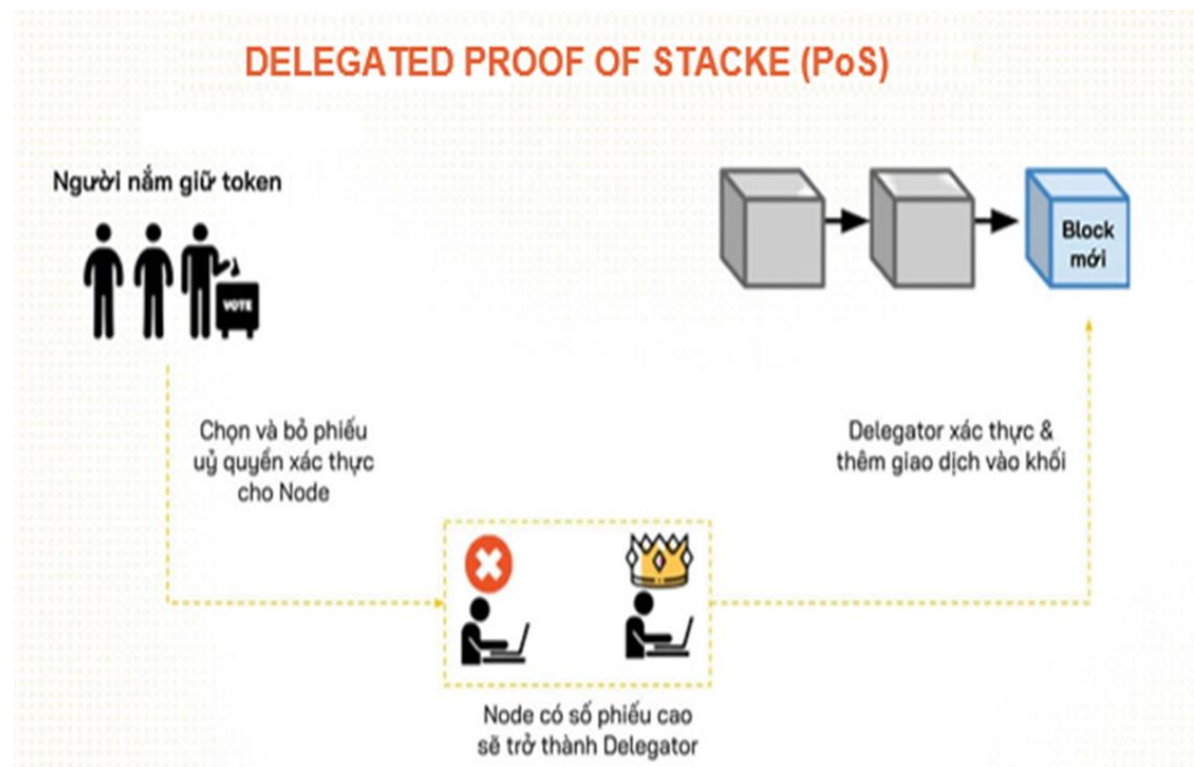 DELEGATED PROOF OF STACKE (PoS)
Người nắm giữ token
VOTE
Block
mới
Chọn và bỏ phiếu
uỷ quyền xác thực
cho Node
Delegator xác thực &
thêm giao dịch vào khối
Node có số phiếu cao
sẽ trở thành Delegator